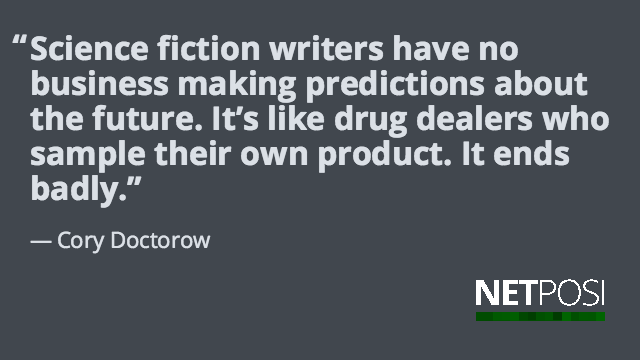 “Science fiction writers have no
business making predictions about
the future. It’s like drug dealers who
sample their own product. It ends
badly.”
— Cory Doctorow
NETPOSI